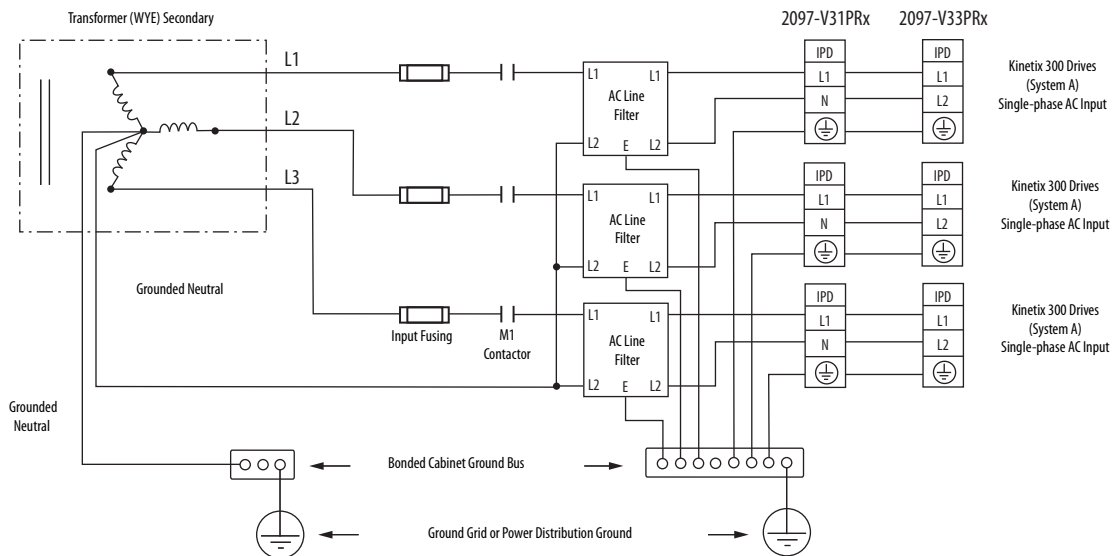 Transformer (WYE) Secondary
2097-V31PRx
2097-V33PRx
L1
L2
L3
Grounded Neutral
Grounded
Neutral
Input Fusing
M1
Contactor
L1
L1
AC Line
Filter
E
L2
L2
L1
L1
AC Line
Filter
L2
E
L2
L1
L1
AC Line
Filter
L2
E
L2
IPD
L1
N
IPD
L1
L2
Kinetix 300 Drives
(System A)
Single-phase AC Input
IPD
L1
N
IPD
L1
L2
Kinetix 300 Drives
(System A)
Single-phase AC Input
IPD
L1
N
IPD
L1
L2
Kinetix 300 Drives
(System A)
Single-phase AC Input
Bonded Cabinet Ground Bus
Ground Grid or Power Distribution Ground